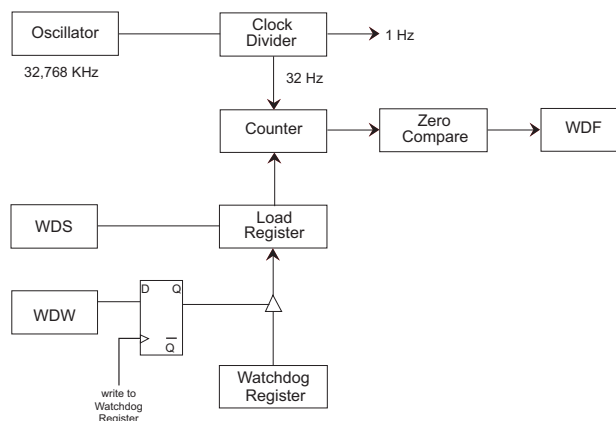 Oscillator
Clock
Divider
1 Hz
32,768 KHz
32 Hz
Counter
Zero
Compare
WDF
WDS
Load
Register
WDW
D Q
Q
Watchdog
Register
write to
Watchdog
Register